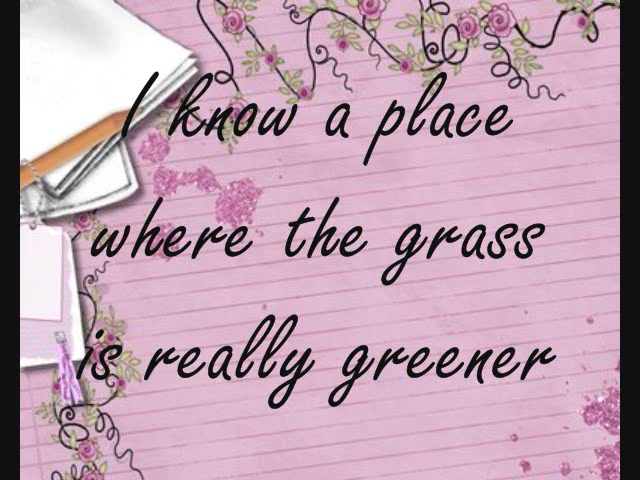 I know a place
where the grass
is really greener